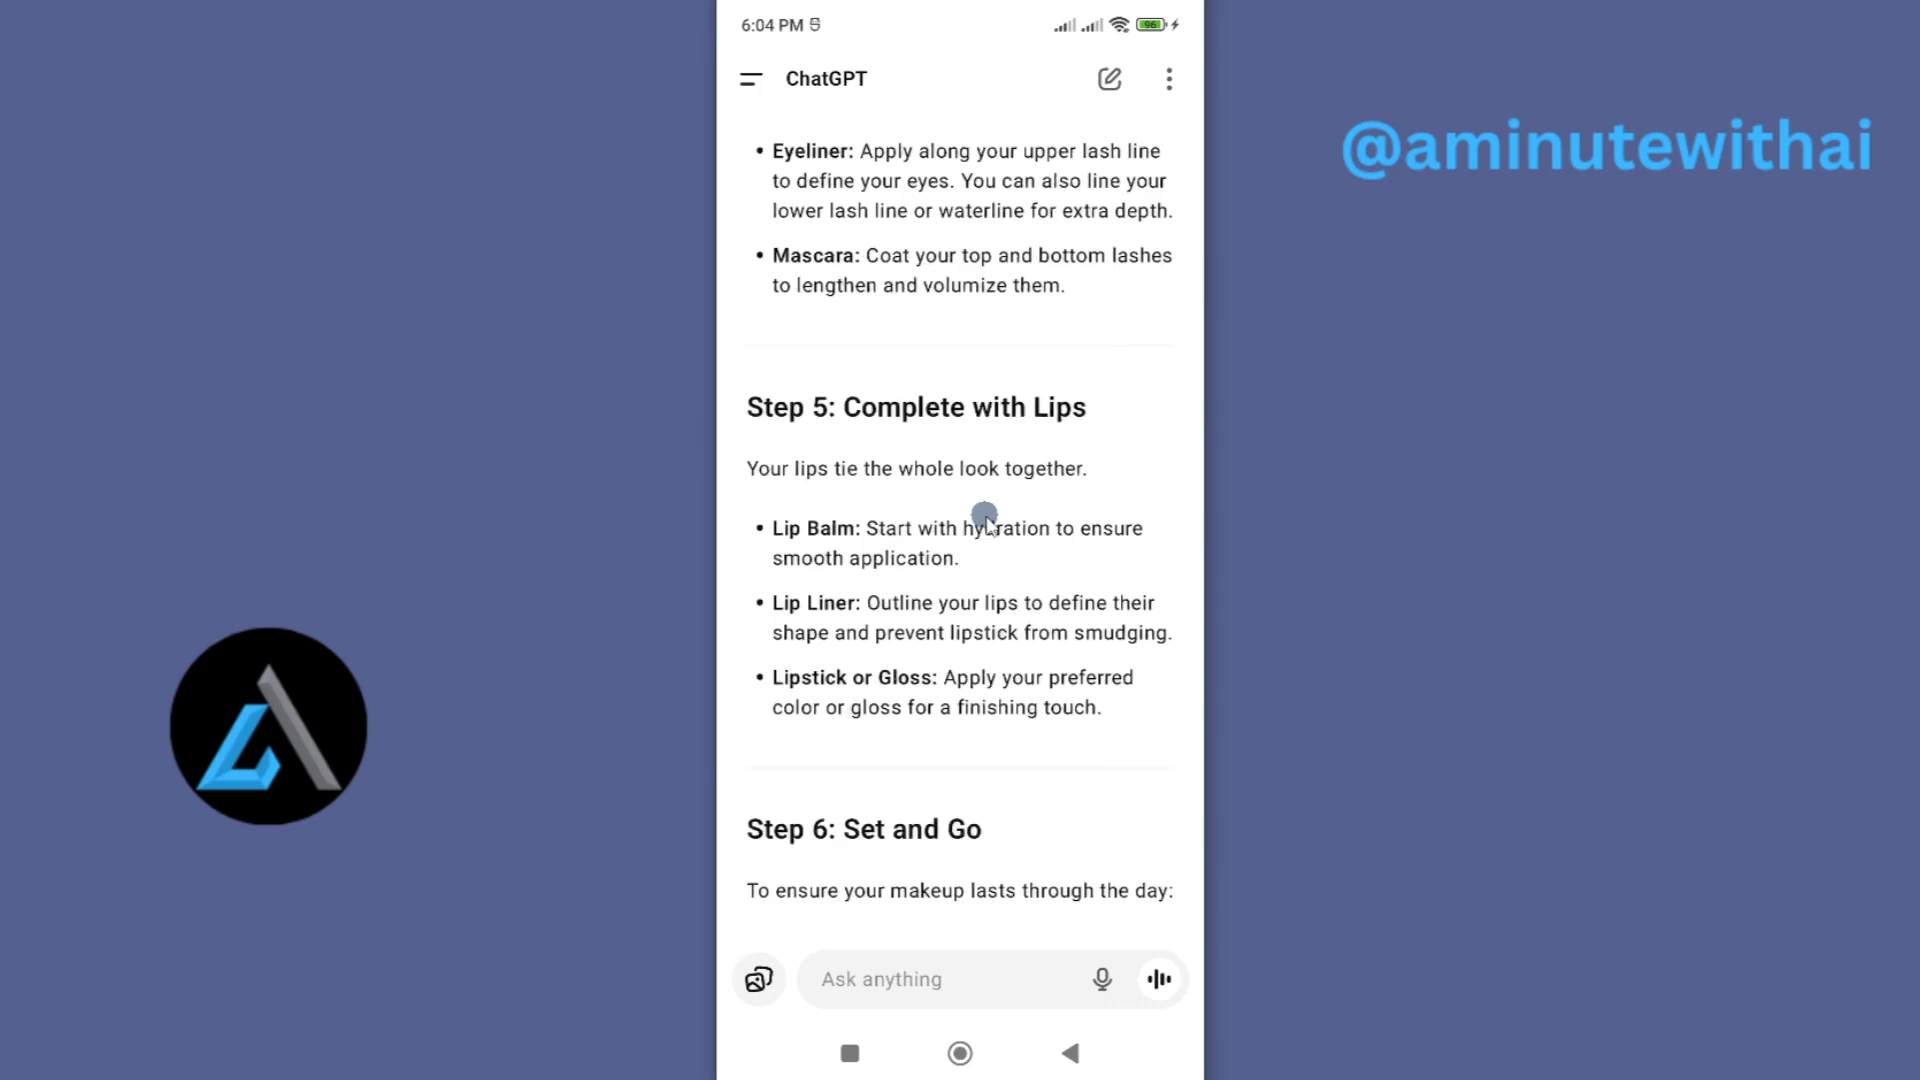 6:04 PM
96
ChatGPT
@aminutewithai
• Eyeliner: Apply along your upper lash line
to define your eyes. You can also line your
lower lash line or waterline for extra depth.
• Mascara: Coat your top and bottom lashes
to lengthen and volumize them.
Step 5: Complete with Lips
Your lips tie the whole look together.
• Lip Balm: Start with hydration to ensure
smooth application.
• Lip Liner: Outline your lips to define their
shape and prevent lipstick from smudging.
• Lipstick or Gloss: Apply your preferred
color or gloss for a finishing touch.
Step 6: Set and Go
To ensure your makeup lasts through the day:
Ask anything